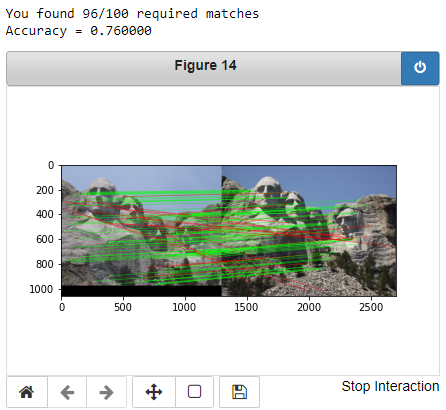 You found 96/100 required matches
Accuracy = 0.760000
Figure 14
0
200
400
600
800
1000
0 500 1000 1500 2000 2500
Stop Interaction